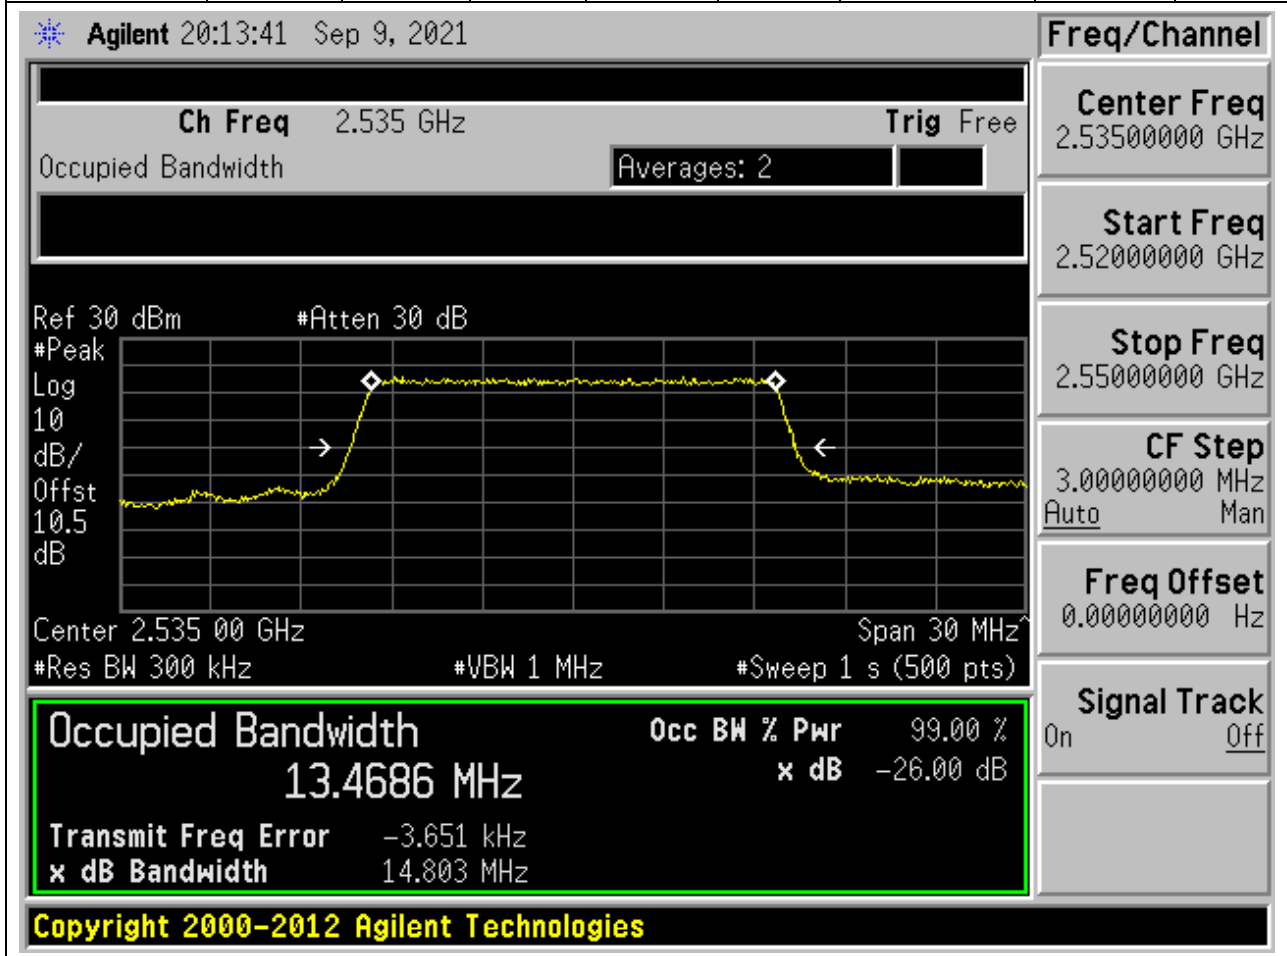 Agilent 20:13:41 Sep 9, 2021
Freq/Channel
Ch Freq 2.535 GHz Trig Free
Occupied Bandwidth Averages: 2
Center Freq
2.53500000 GHz
Start Freq
2.52000000 GHz
Stop Freq
2.55000000 GHz
CF Step
3.00000000 MHz
Auto Man
Freq Offset
0.00000000 Hz
Signal Track
On Off
Ref 30 dBm #Atten 30 dB
#Peak
Log
10
dB/
Offst
10.5
dB
Center 2.535 00 GHz Span 30 MHz^
#Res BW 300 kHz #VBW 1 MHz #Sweep 1 s (500 pts)
Occupied Bandwidth Occ BW % Pwr 99.00 %
13.4686 MHz x dB -26.00 dB
Transmit Freq Error -3.651 kHz
x dB Bandwidth 14.803 MHz
Copyright 2000-2012 Agilent Technologies